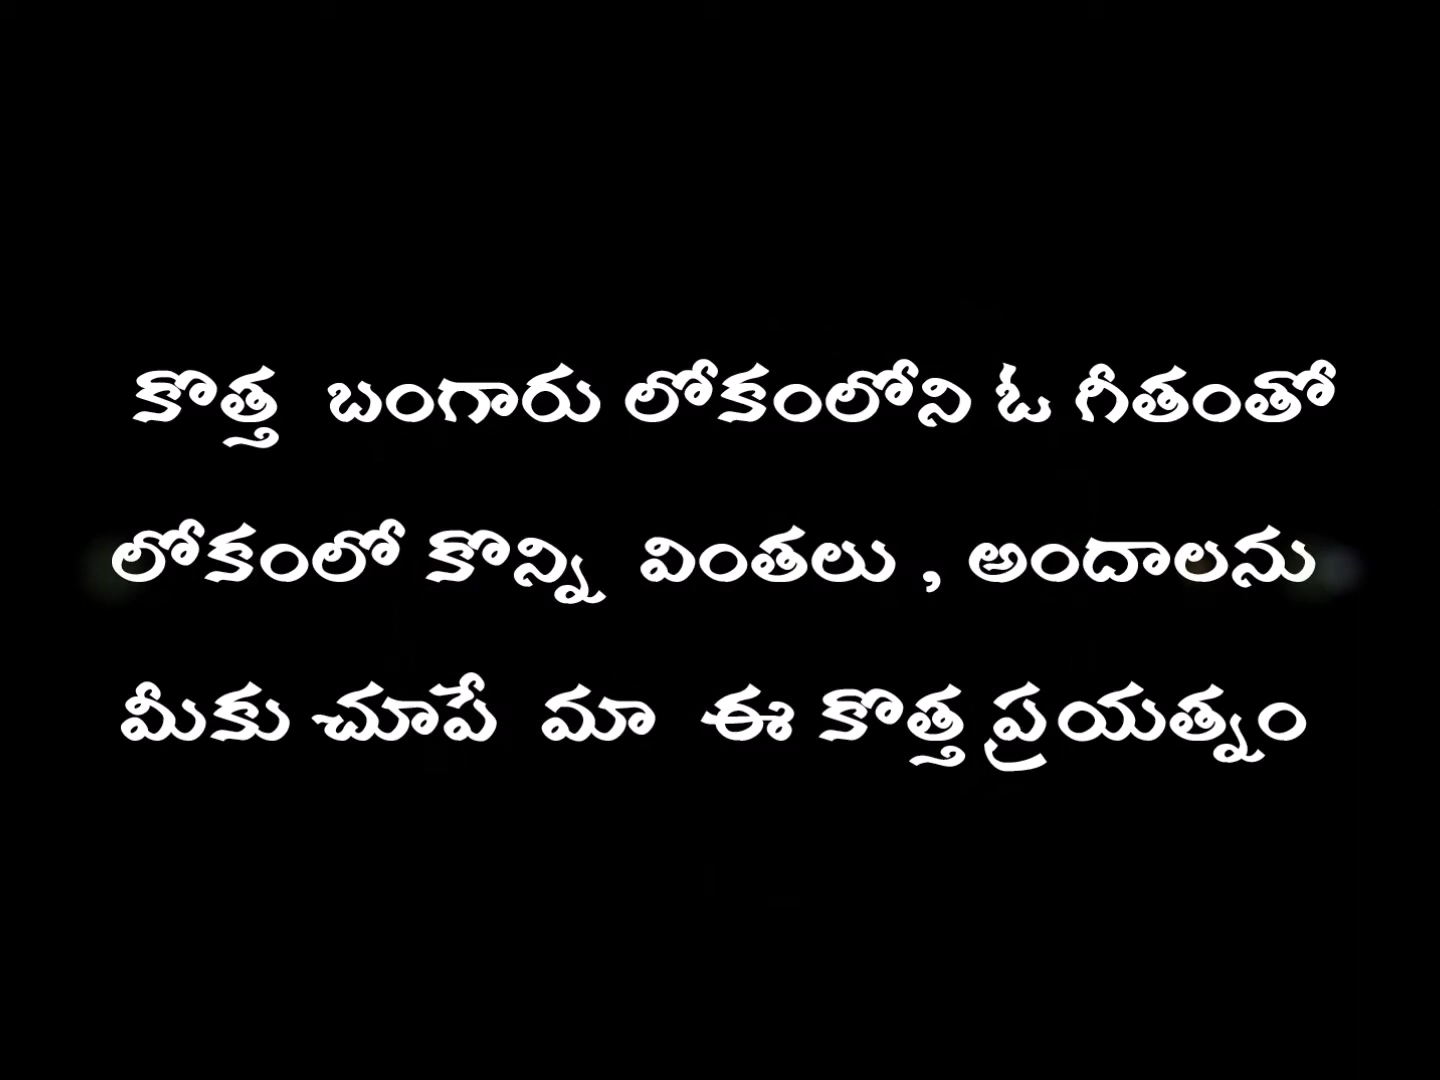 కొత్త బంగారు లోకంలోని ఓ గీతంతో
లోకంలో కొన్ని వింతలు , అందాలను
మీకు చూపే మా ఈ కొత్త ప్రయత్నం